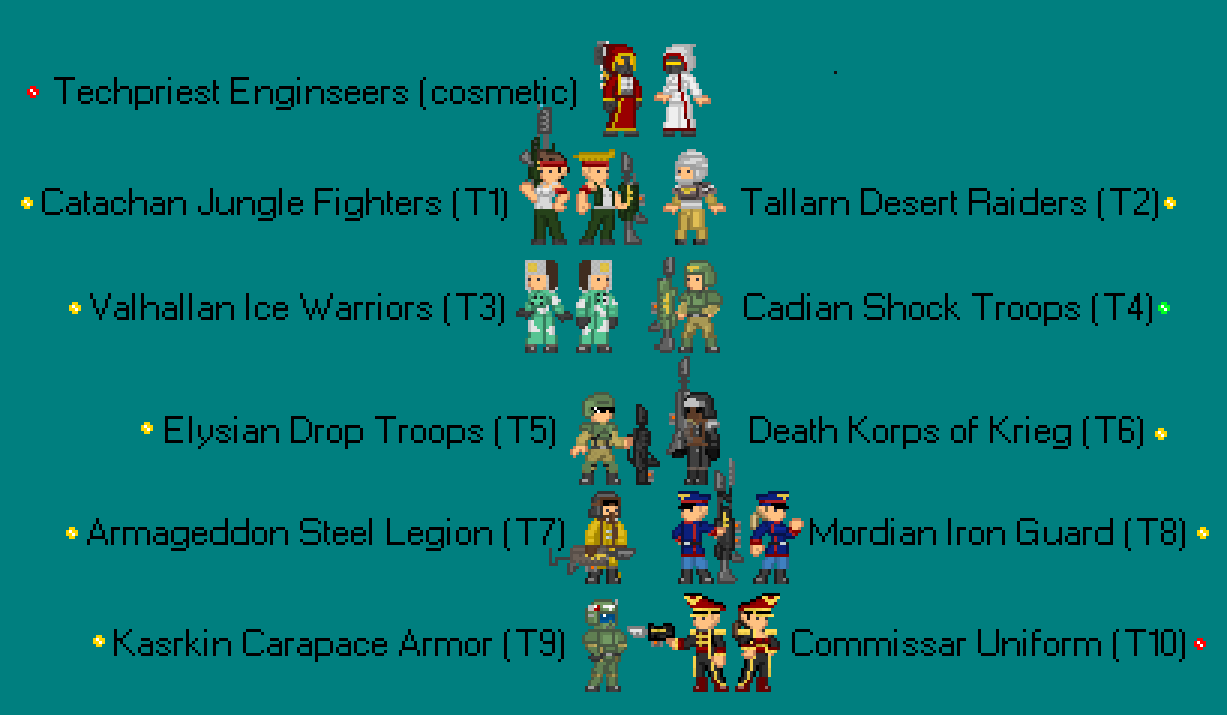 Techpriest Enginseers (cosmetic)
Catachan Jungle Fighters (T1)
Tallarn Desert Raiders (T2)
Valhallan Ice Warriors (T3)
Cadian Shock Troops (T4)
Elysian Drop Troops (T5)
Death Korps of Krieg (T6)
Armageddon Steel Legion (T7)
Mordian Iron Guard (T8)
Kasrkin Carapace Armor (T9)
Commissar Uniform (T10)